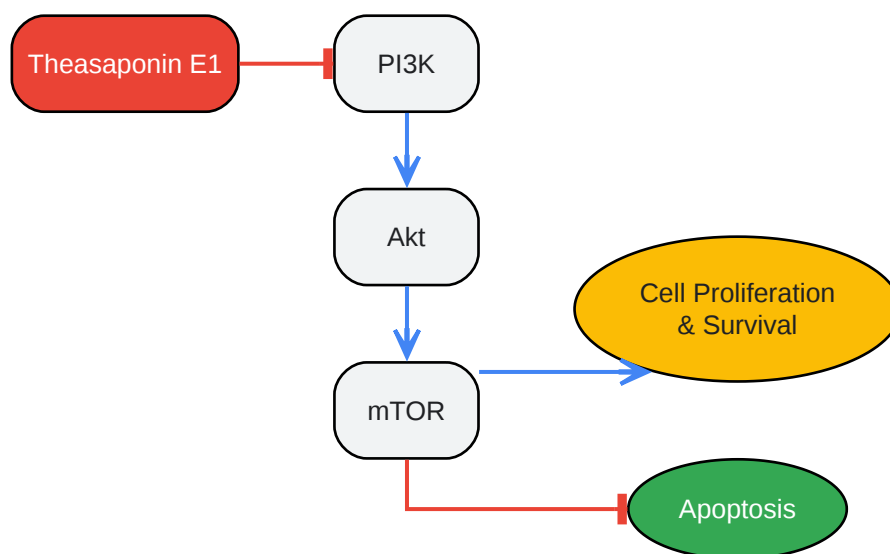 Theasaponin E1
PI3K
Akt
Cell Proliferation
& Survival
mTOR
Apoptosis